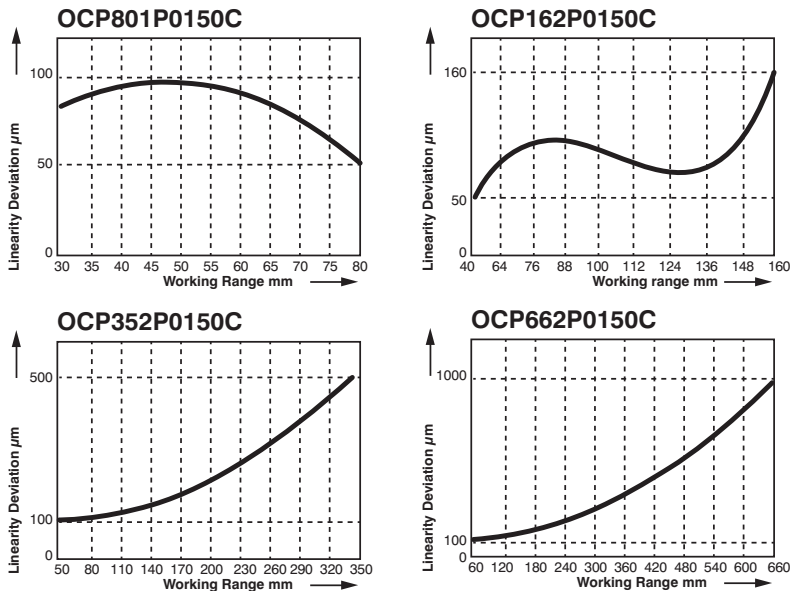 OCP801P0150C
Linearity Deviation µm
100
50
0
30 35 40 45 50 55 60 65 70 75 80
Working Range mm
OCP162P0150C
Linearity Deviation µm
160
50
0
40 64 76 88 100 112 124 136 148 160
Working range mm
OCP352P0150C
Linearity Deviation µm
500
100
0
50 80 110 140 170 200 230 260 290 320 350
Working Range mm
OCP662P0150C
Linearity Deviation µm
1000
100
0
60 120 180 240 300 360 420 480 540 600 660
Working Range mm